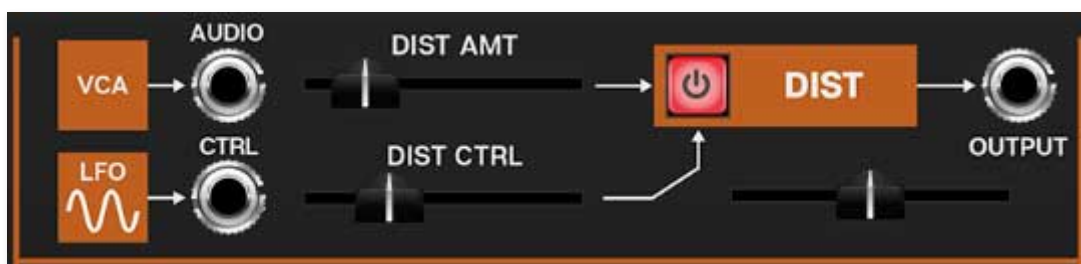 AUDIO
DIST AMT
VCA
DIST
CTRL
OUTPUT
DIST CTRL
LFO